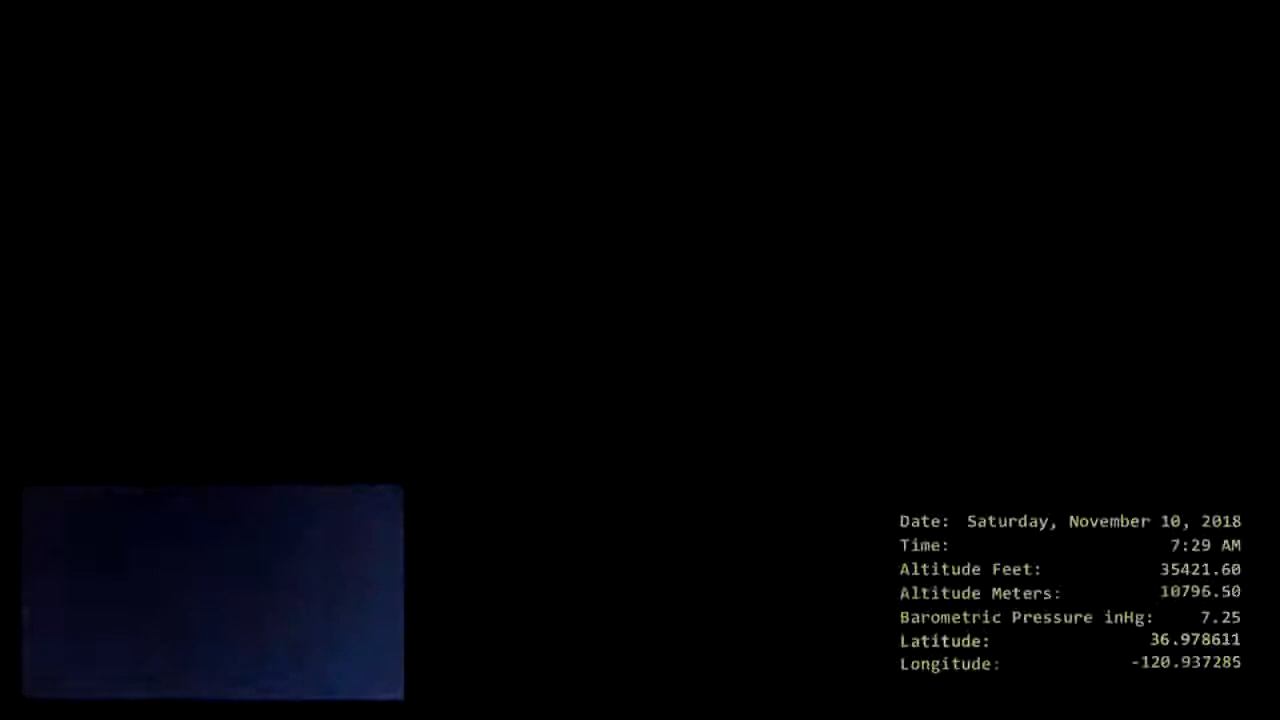 Date: Saturday, November 10, 2018
Time: 7:29 AM
Altitude Feet: 35421.60
Altitude Meters: 10796.50
Barometric Pressure inHg: 7.25
Latitude: 36.978611
Longitude: -120.937285